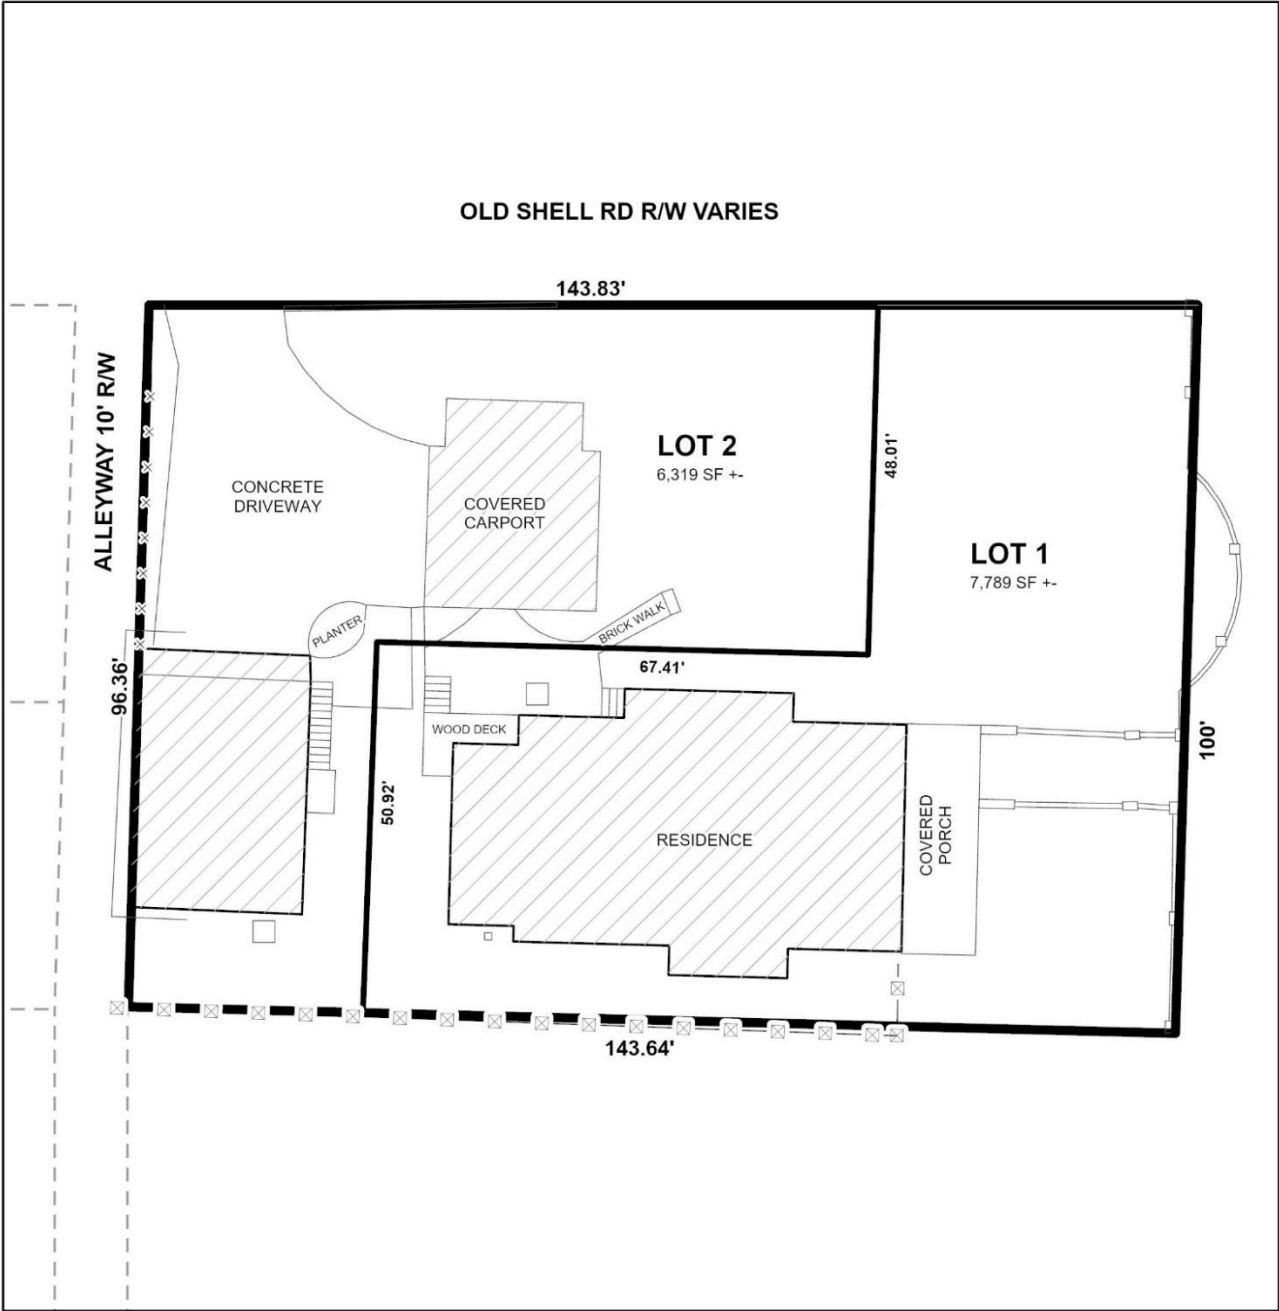 OLD SHELL RD R/W VARIES
143.83'
ALLEYWAY 10' R/W
LOT 2
6,319 SF +-
48.01'
CONCRETE
DRIVEWAY
COVERED
CARPORT
LOT 1
7,789 SF +-
PLANTER
BRICK WALK
67.41'
96.36'
WOOD DECK
100'
50.92'
RESIDENCE
COVERED
PORCH
143.64'